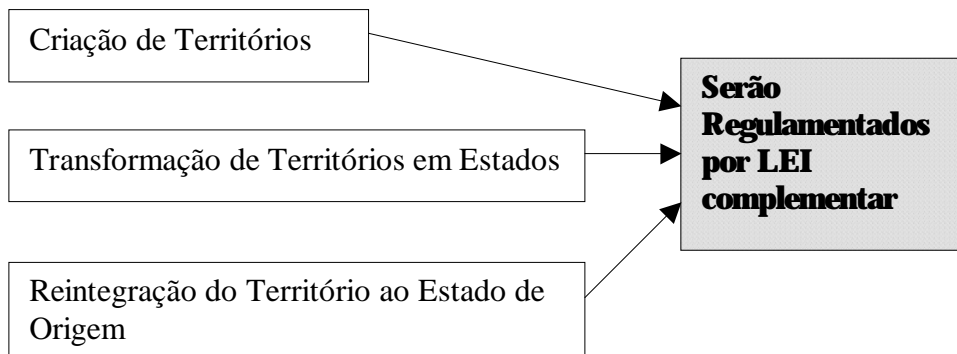 Criação de Territórios
Serão
Regulamentados
por LEI
complementar
Transformação de Territórios em Estados
Reintegração do Território ao Estado de
Origem